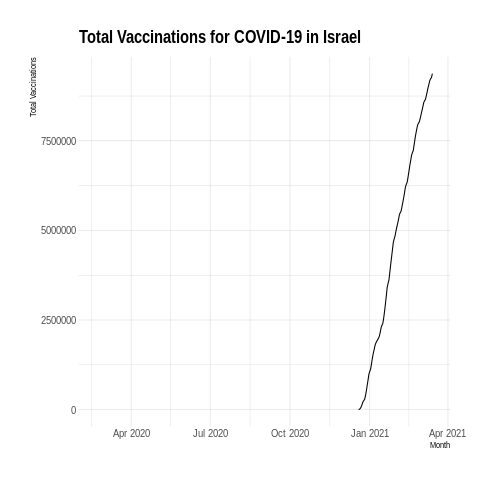 Total Vaccinations for COVID-19 in Israel
Total Vaccinations
7500000
5000000
2500000
0
Apr 2020 Jul 2020 Oct 2020 Jan 2021 Apr 2021
Month